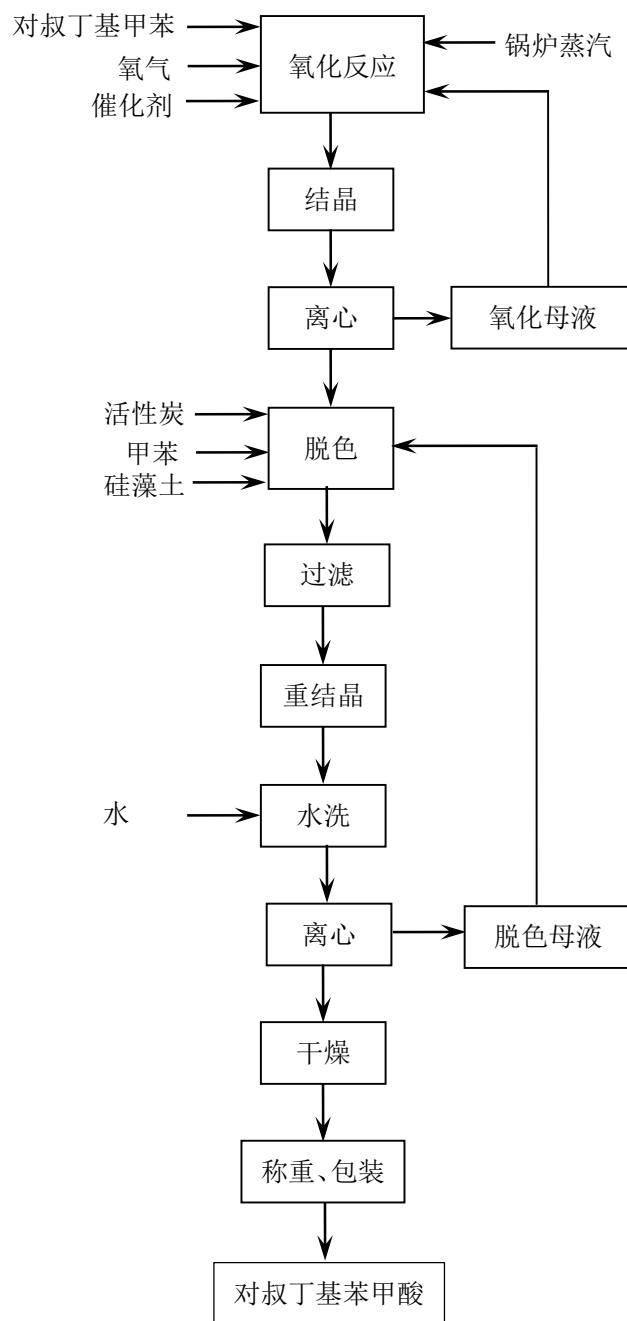 对叔丁基甲苯
氧气
催化剂
氧化反应
锅炉蒸汽
结晶
离心
氧化母液
活性炭
甲苯
硅藻土
脱色
过滤
重结晶
水
水洗
离心
脱色母液
干燥
称重、包装
对叔丁基苯甲酸